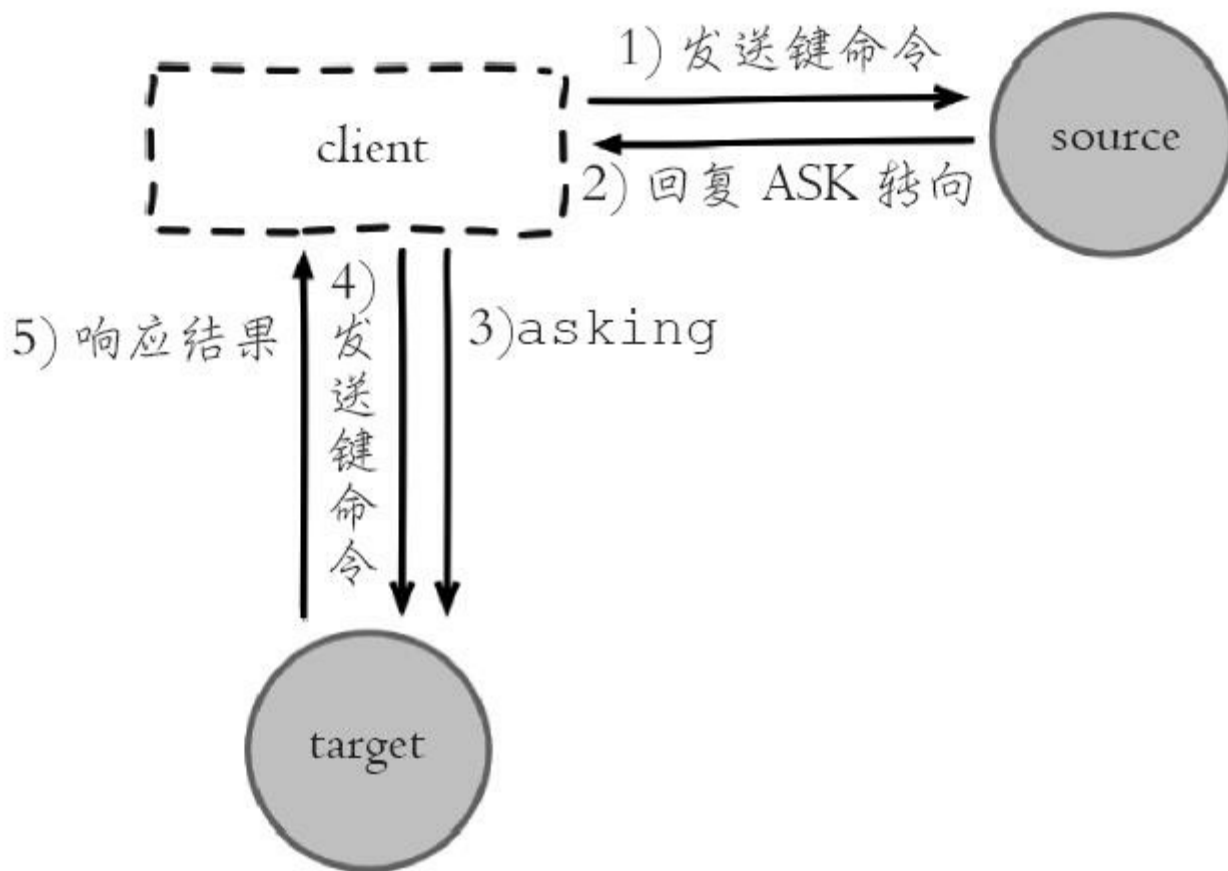 1) 发送键命令
client
source
2) 回复 ASK 转向
5) 响应结果
4)
发
送
键
命
令
3)asking
target